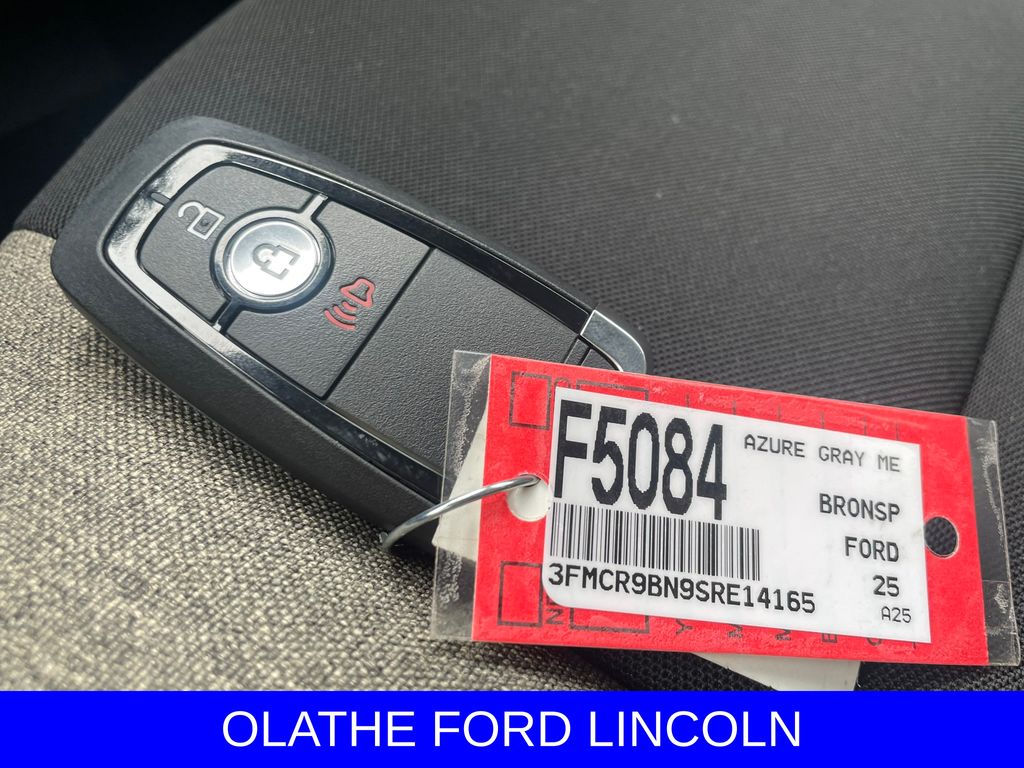 F5084
AZURE GRAY ME
BRONSP
FORD
25
3FMCR9BN9SRE14165
A25
OLATHE FORD LINCOLN